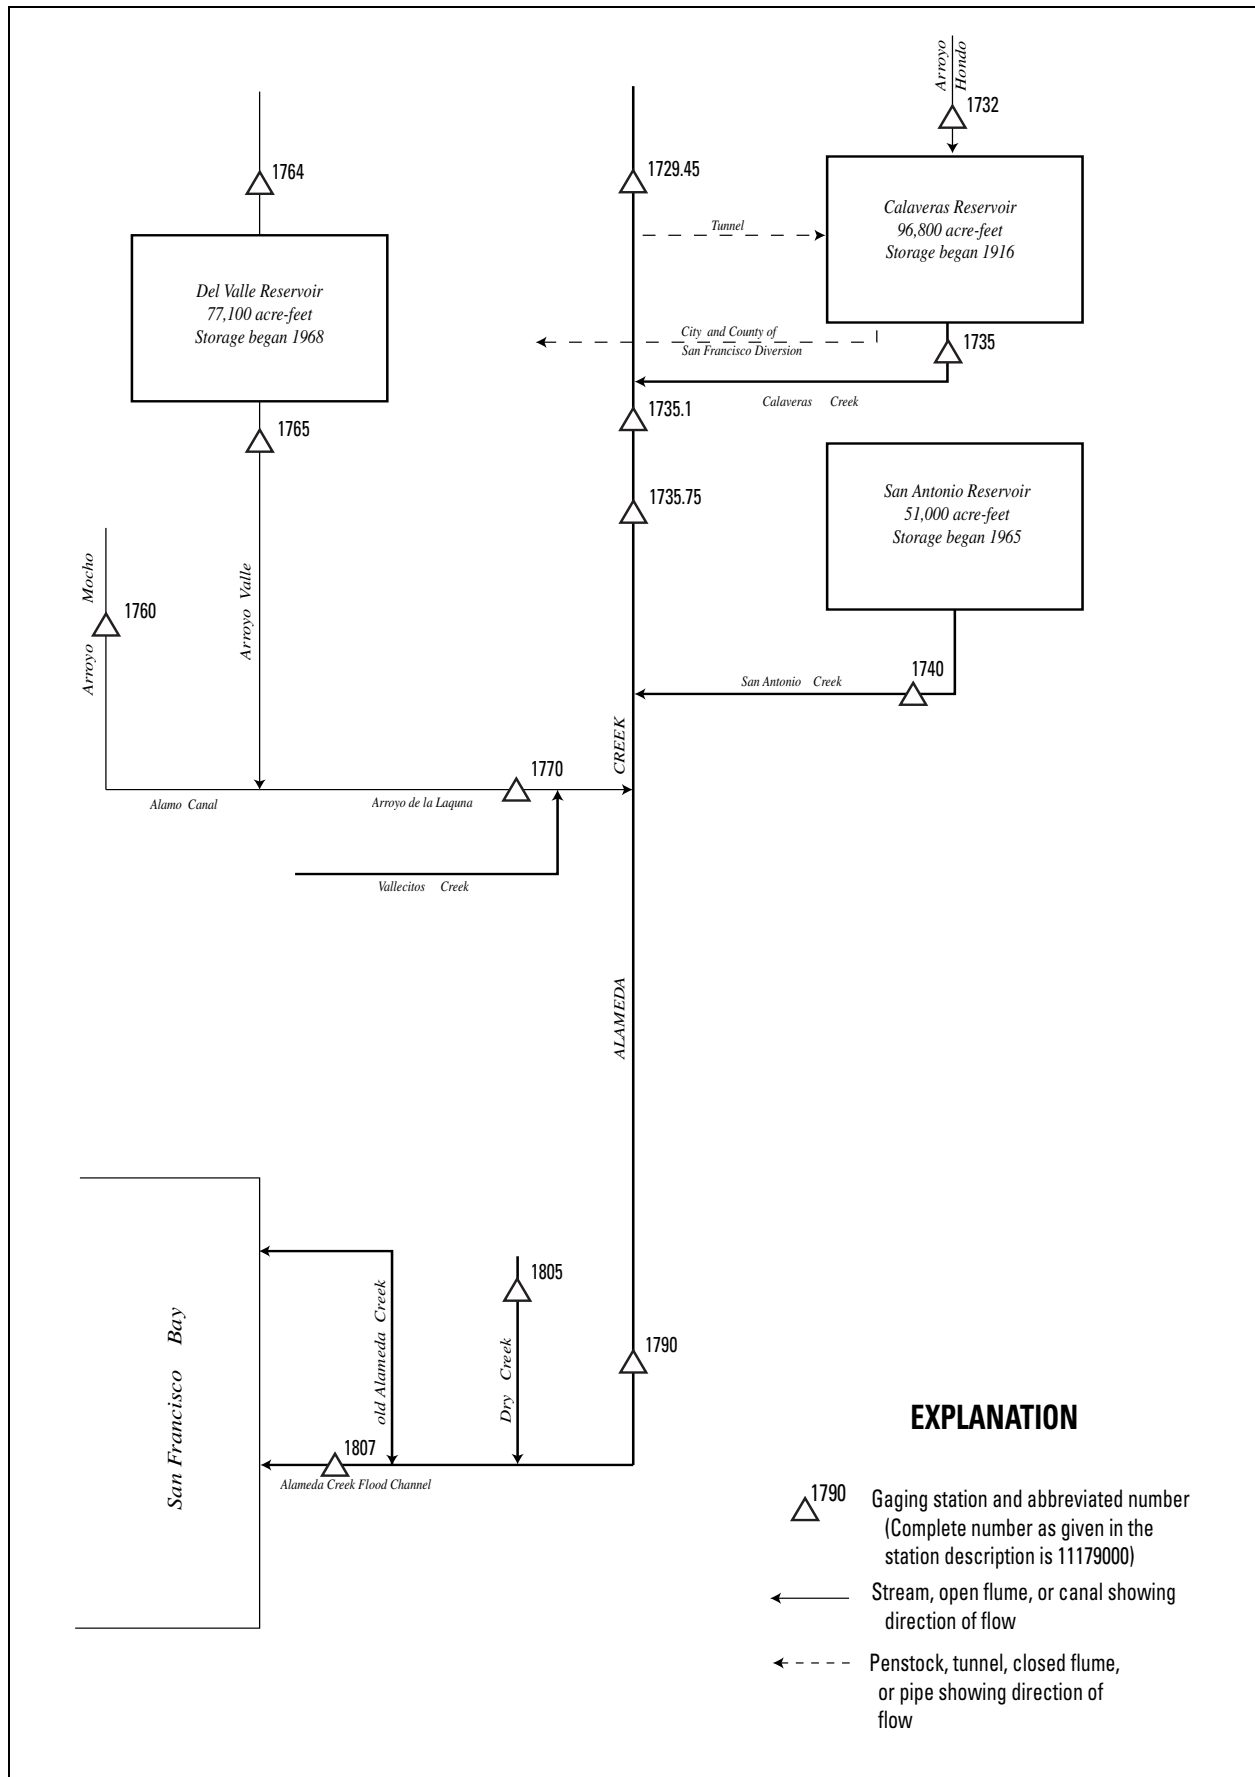 Arroyo
Hondo
1732
1764
1729.45
Calaveras Reservoir
96,800 acre-feet
Storage began 1916
Tunnel
Del Valle Reservoir
77,100 acre-feet
Storage began 1968
City and County of
San Francisco Diversion
1735
Calaveras Creek
1735.1
1765
San Antonio Reservoir
51,000 acre-feet
Storage began 1965
1735.75
Arroyo Mocho
1760
Arroyo Valle
1740
San Antonio Creek
ALAMEDA CREEK
1770
Alamo Canal
Arroyo de la Laquna
Vallecitos Creek
San Francisco Bay
old Alameda Creek
Dry Creek
1805
1790
1807
Alameda Creek Flood Channel
EXPLANATION
1790
Gaging station and abbreviated number
(Complete number as given in the
station description is 11179000)
Stream, open flume, or canal showing
direction of flow
Penstock, tunnel, closed flume,
or pipe showing direction of
flow